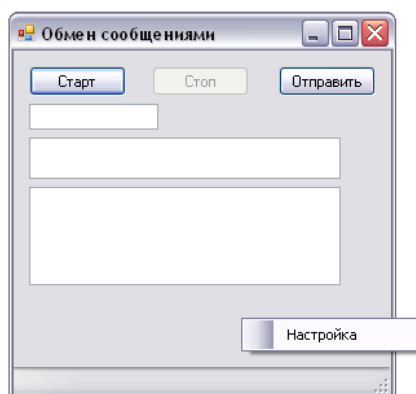 Обмен сообщениями
Старт Стоп Отправить
Настройка